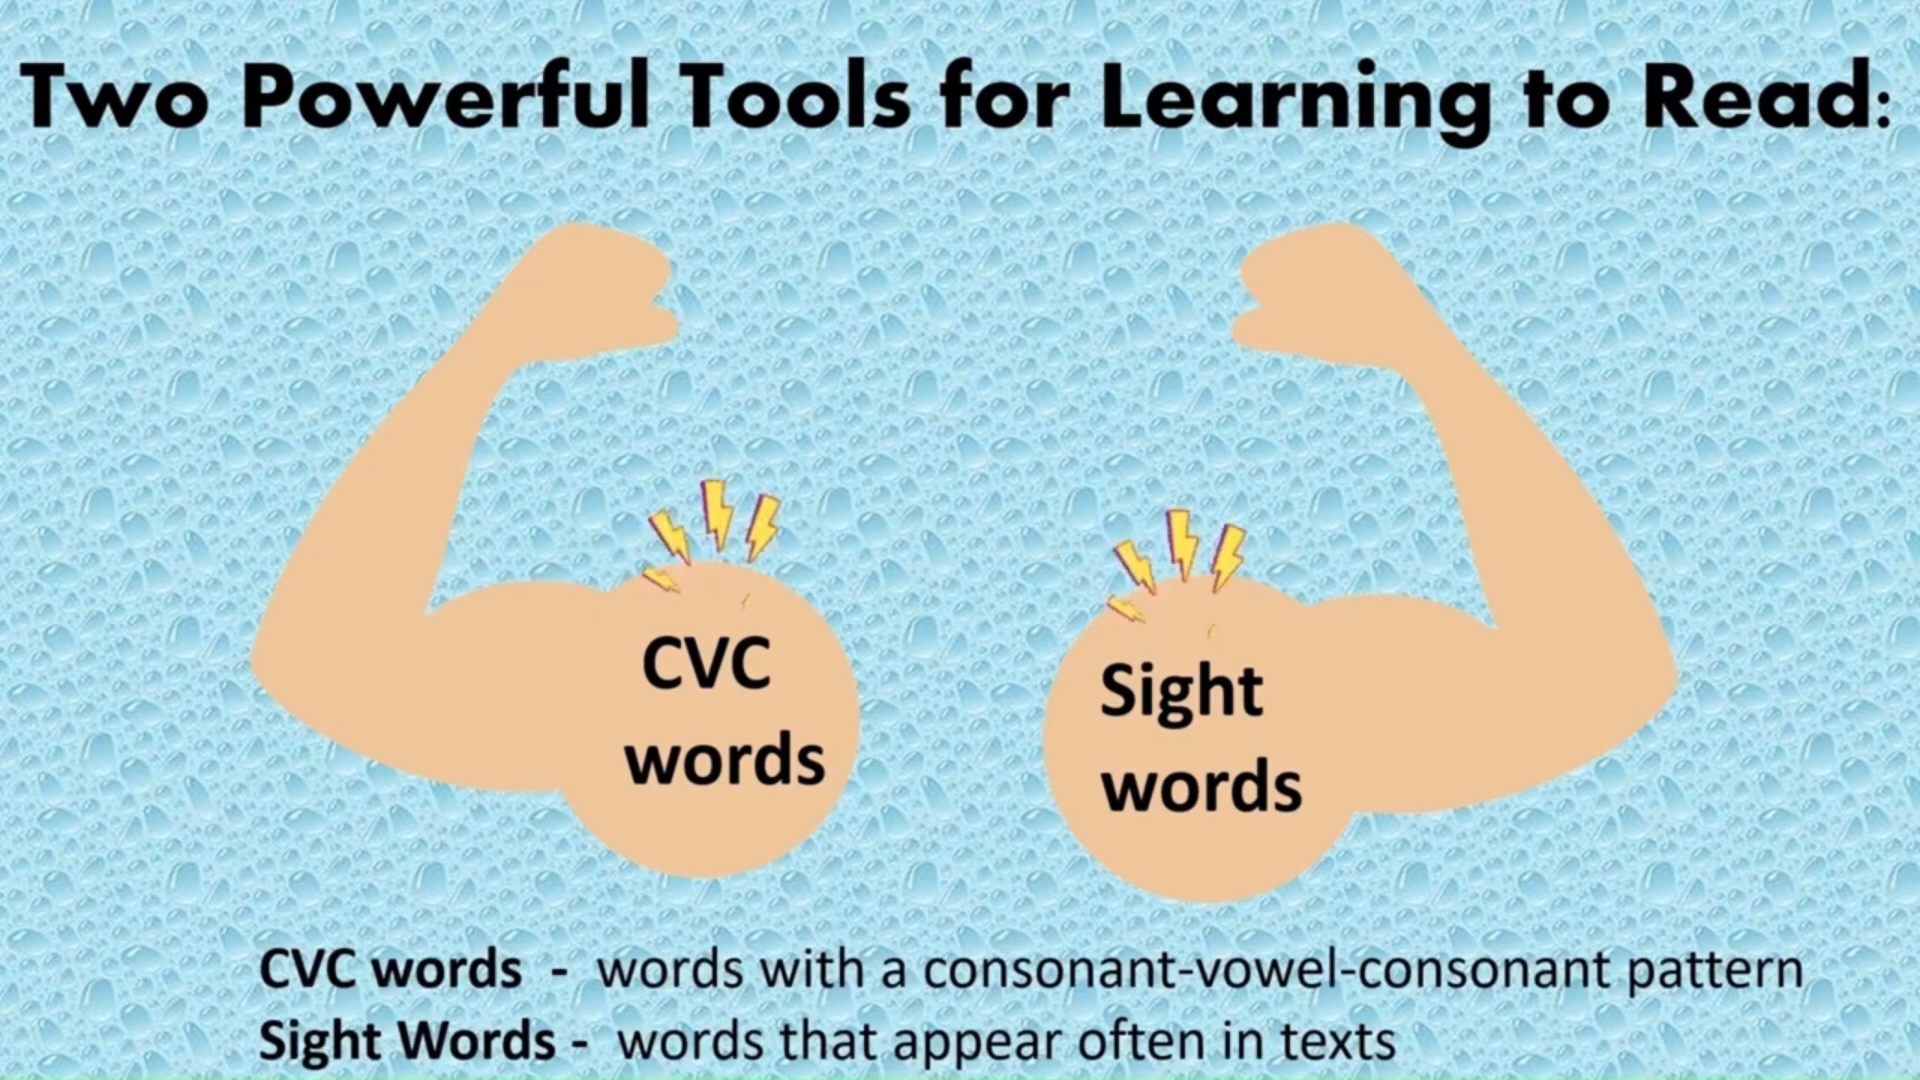 Two Powerful Tools for Learning to Read:
CVC
words
Sight
words
CVC words - words with a consonant-vowel-consonant pattern
Sight Words - words that appear often in texts